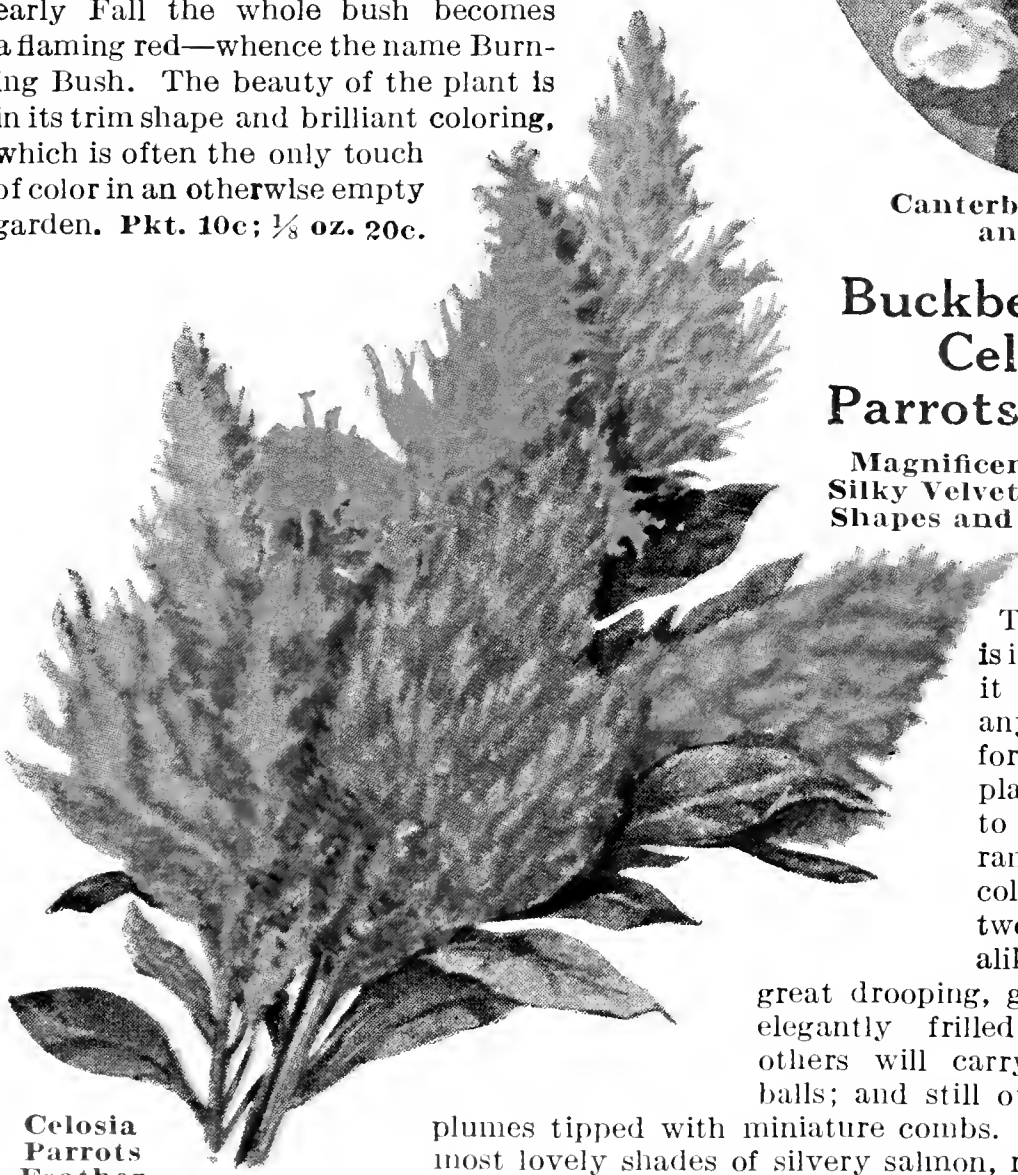 early Fall the whole bush becomes
a flaming red—whence the name Burn-
ing Bush. The beauty of the plant is
in its trim shape and brilliant coloring,
which is often the only touch
of color in an otherwise empty
garden. Pkt. 10c; ⅛ oz. 20c.
Canterb
an
Buckbe
Cel
Parrots
Magnificen
Silky Velvet
Shapes and
T
is i
it
any
for
pla
to
ran
col
two
alik
great drooping, g
elegantly frilled
others will carry
balls; and still o
plumes tipped with miniature combs.
most lovely shades of silvery salmon,
Celosia
Parrots
Feather